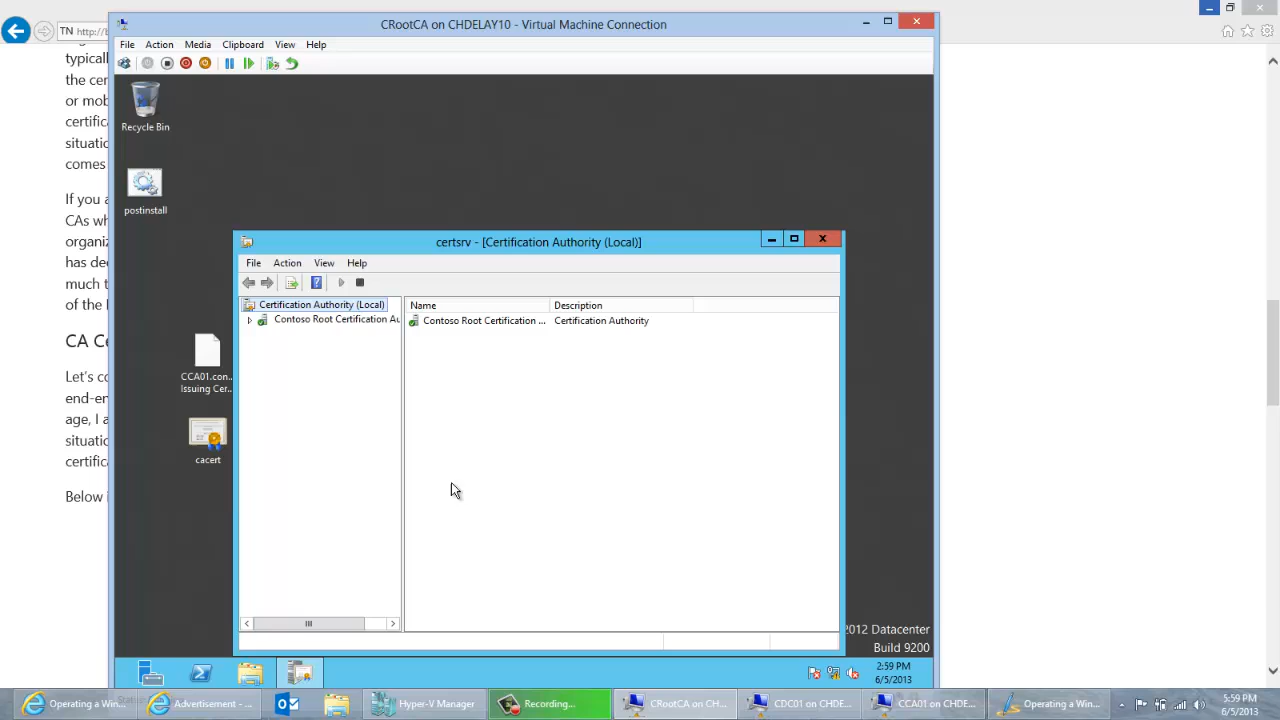 CRootCA on CHDELAY10 - Virtual Machine Connection
TN http://b
File Action Media Clipboard View Help
typically
the cer
or mob
certifica
situation
comes
If you a
CAs wh
organiz
has dec
much t
of the
CA Ce
Let's co
end-en
age, I a
situatio
certifica
Below i
Recycle Bin
postinstall
CCA01.con...
Issuing Cer...
cacert
certsrv - [Certification Authority (Local)]
File Action View Help
Certification Authority (Local)
Contoso Root Certification Au
Name Description
Contoso Root Certification ... Certification Authority
2012 Datacenter
Build 9200
2:59 PM
6/5/2013
Operating a Win...
Advertisement - ...
Hyper-V Manager
Recording...
CRootCA on CH...
CDC01 on CHDE...
CCA01 on CHDE...
Operating a Win...
5:59 PM
6/5/2013